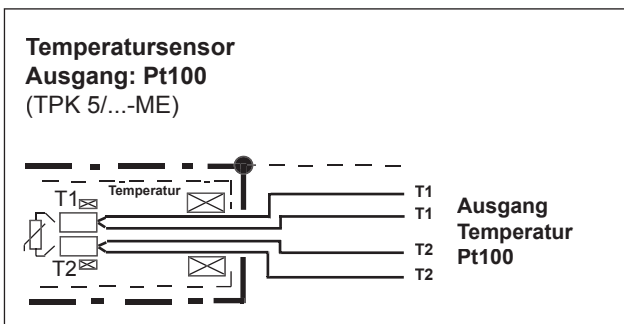 Temperatursensor
Ausgang: Pt100
(TPK 5/...-ME)
Temperatur
T1
T2
T1
T1
T2
T2
Ausgang
Temperatur
Pt100